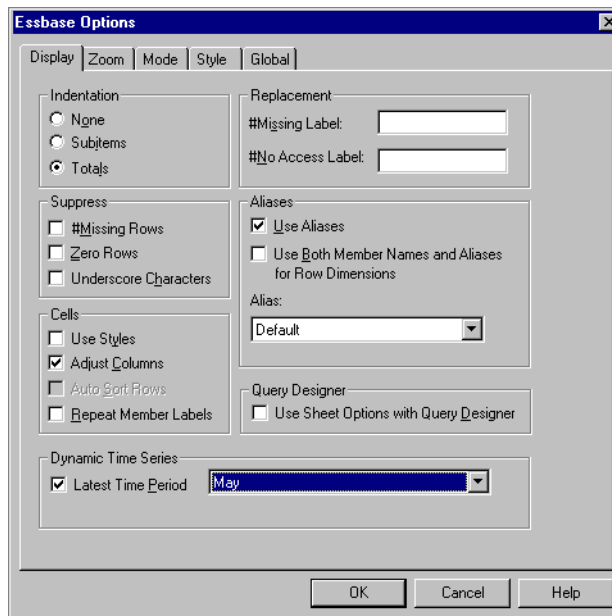 Essbase Options
Display Zoom Mode Style Global
Indentation
None
Subitems
Totals
Replacement
#Missing Label:
#No Access Label:
Suppress
#Missing Rows
Zero Rows
Underscore Characters
Aliases
Use Aliases
Use Both Member Names and Aliases
for Row Dimensions
Alias:
Default
Cells
Use Styles
Adjust Columns
Auto Sort Rows
Repeat Member Labels
Query Designer
Use Sheet Options with Query Designer
Dynamic Time Series
Latest Time Period May
OK Cancel Help